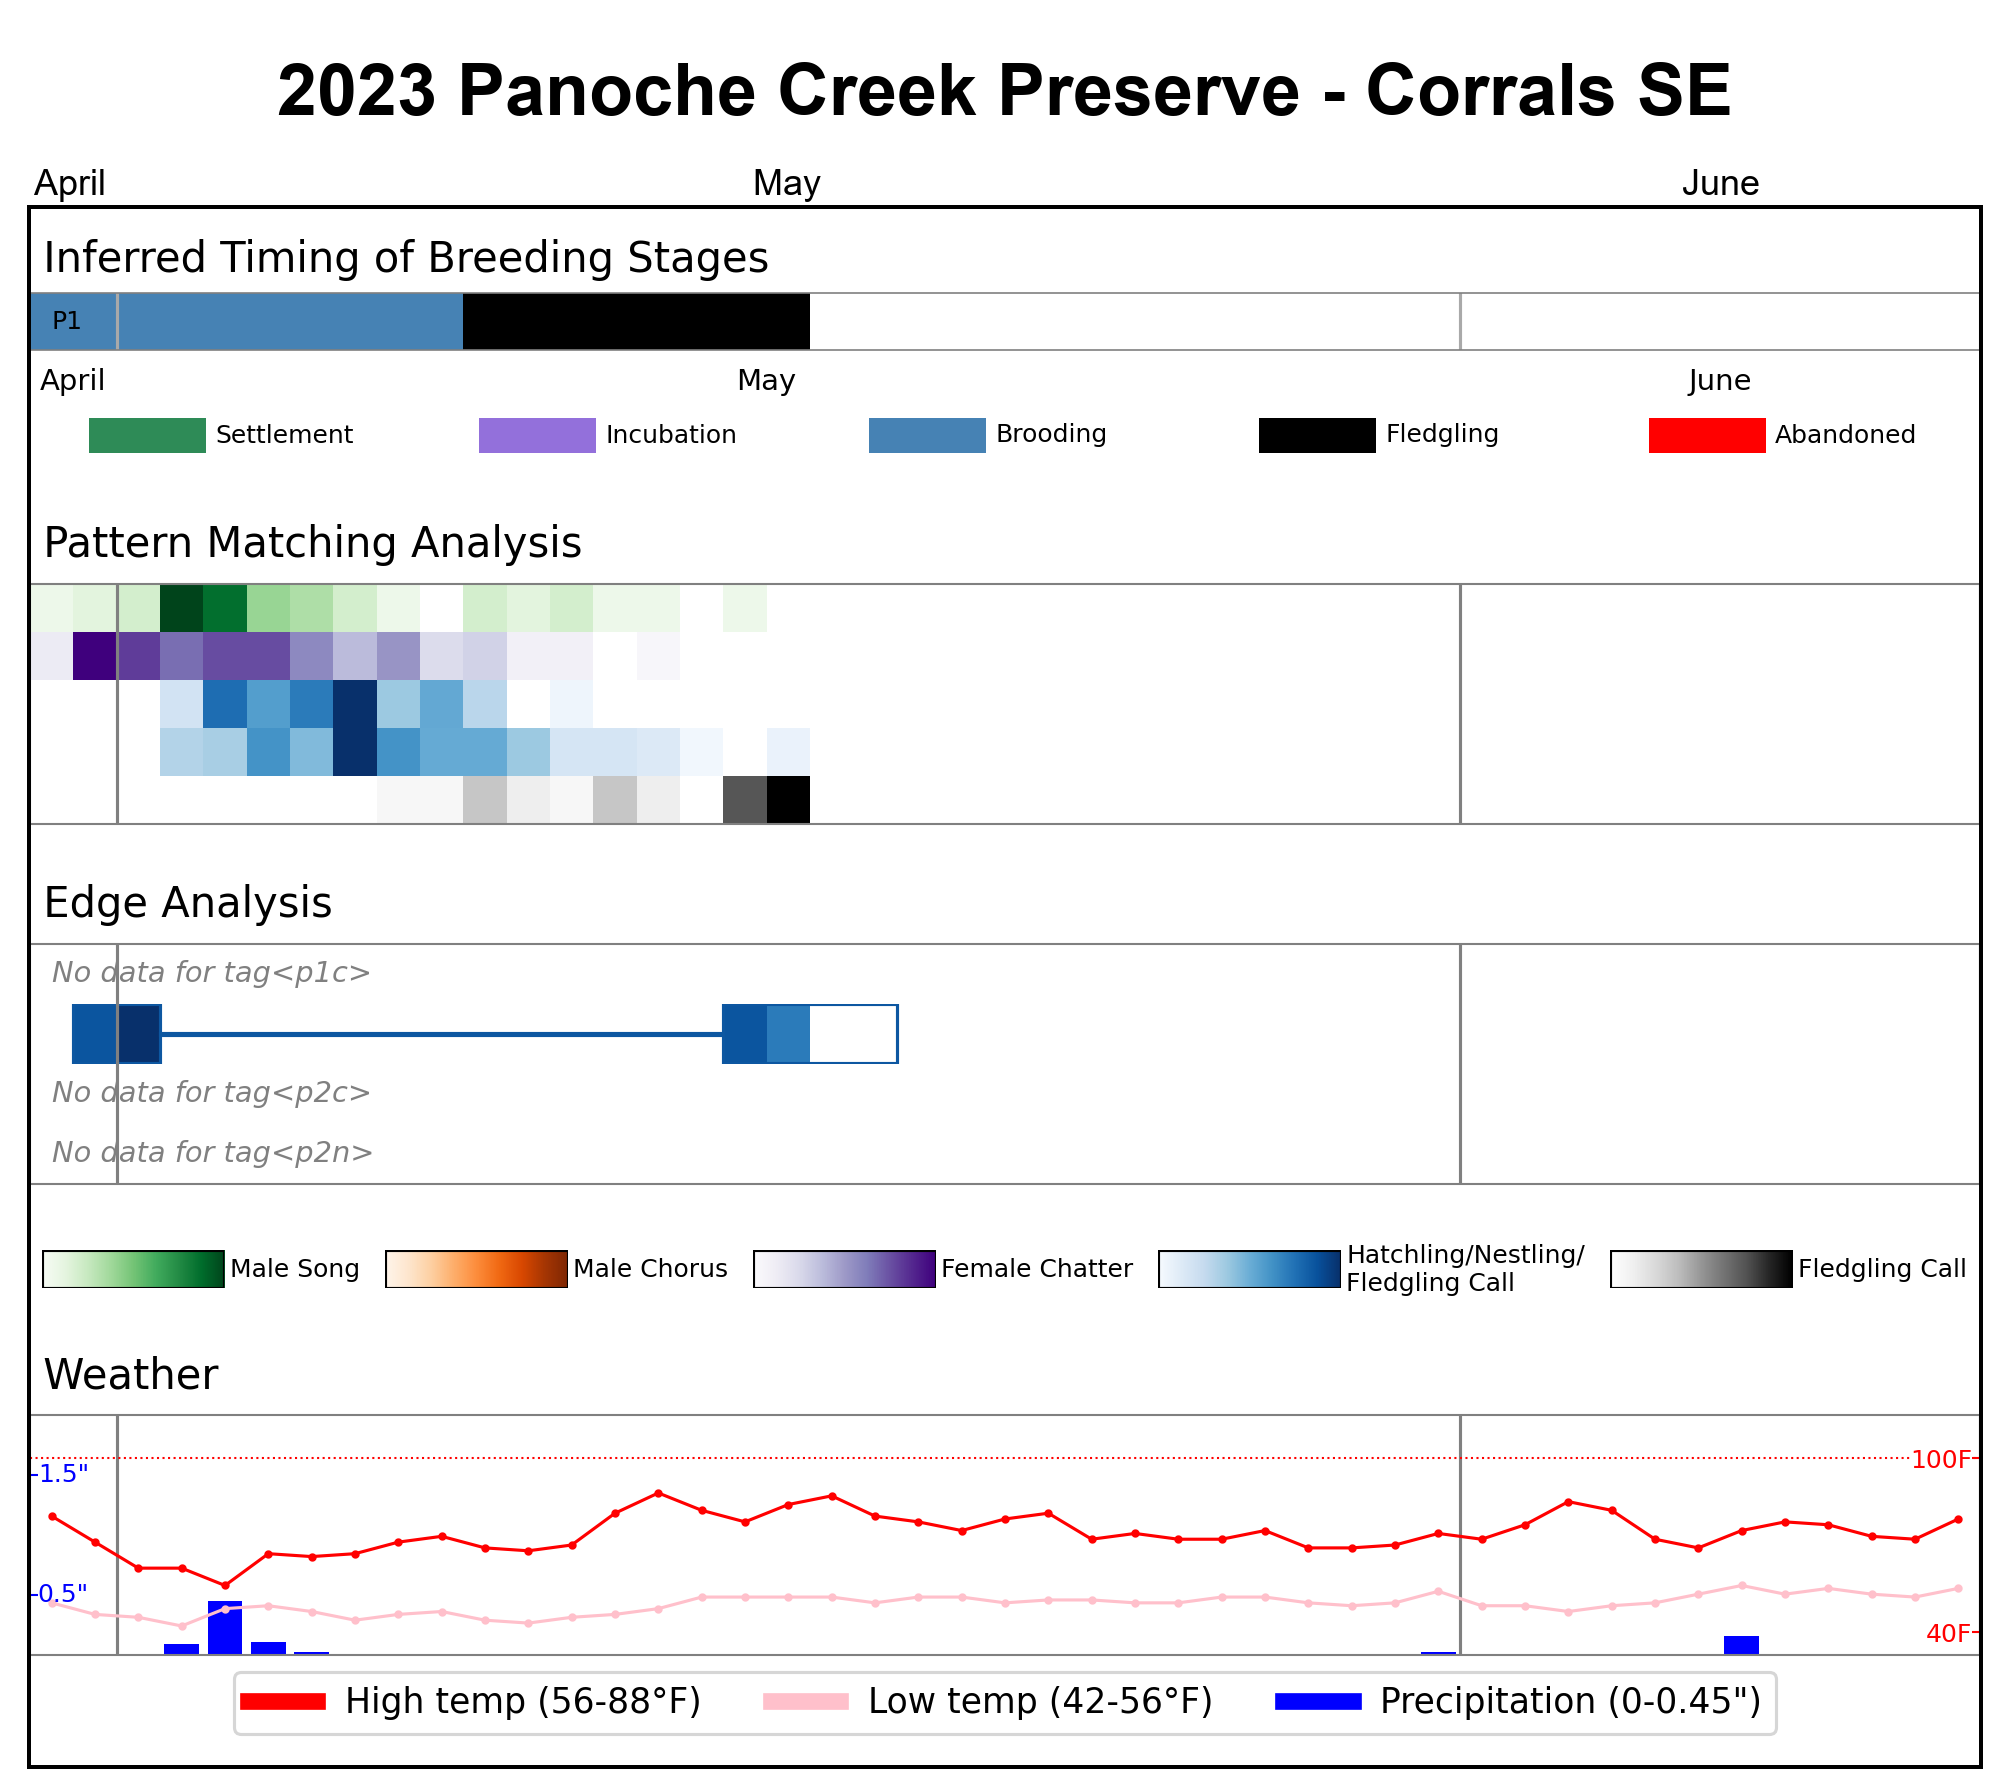 2023 Panoche Creek Preserve - Corrals SE
April May June
Inferred Timing of Breeding Stages
P1
April May June
Settlement Incubation Brooding Fledgling Abandoned
Pattern Matching Analysis
Edge Analysis
No data for tag<p1c>
No data for tag<p2c>
No data for tag<p2n>
Male Song Male Chorus Female Chatter Hatchling/Nestling/ Fledgling Call
Fledgling Call
Weather
100F
1.5"
0.5"
40F
High temp (56-88°F) Low temp (42-56°F) Precipitation (0-0.45")